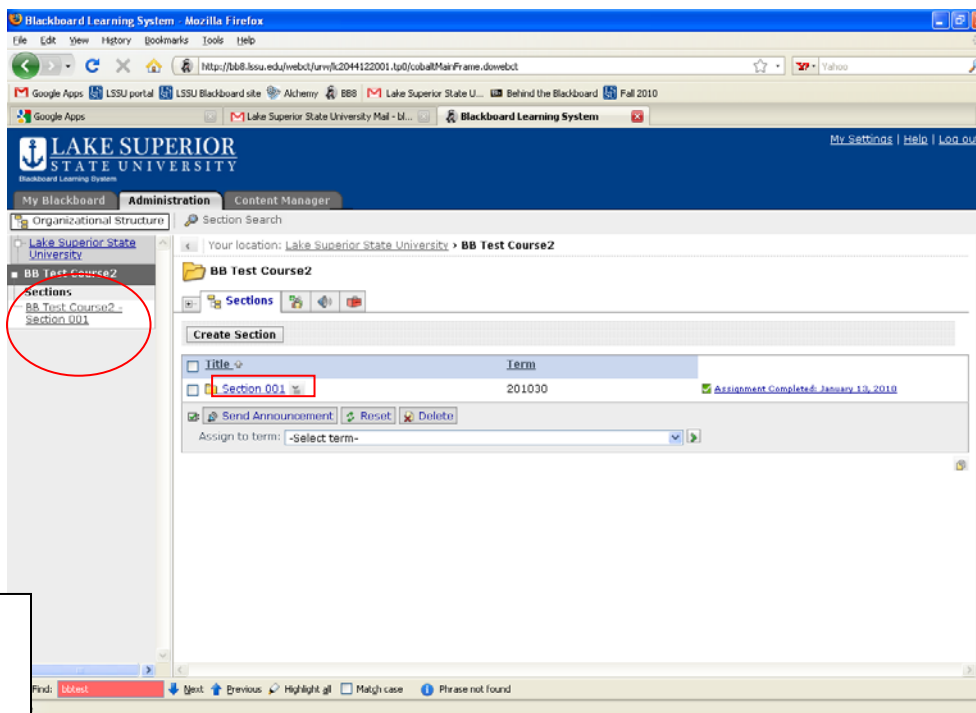 Blackboard Learning System - Mozilla Firefox
File Edit View History Bookmarks Tools Help
http://bb8.lssu.edu/webct/urw/lc2044122001.tp0/cobaltMainFrame.dowebct
Yahoo
Google Apps LSSU portal LSSU Blackboard site Alchemy BB8 Lake Superior State U... Behind the Blackboard Fall 2010
Google Apps Lake Superior State University Mail - bl... Blackboard Learning System
LAKE SUPERIOR
STATE UNIVERSITY
Blackboard Learning System
My Settings | Help | Log ou
My Blackboard Administration Content Manager
Organizational Structure Section Search
Lake Superior State
University
BB Test Course2
Sections
BB Test Course2 -
Section 001
Your location: Lake Superior State University › BB Test Course2
BB Test Course2
Sections
Create Section
Title Term
Section 001 201030 Assignment Completed: January 13, 2010
Send Announcement Reset Delete
Assign to term: -Select term-
Find: bbtest Next Previous Highlight all Match case Phrase not found